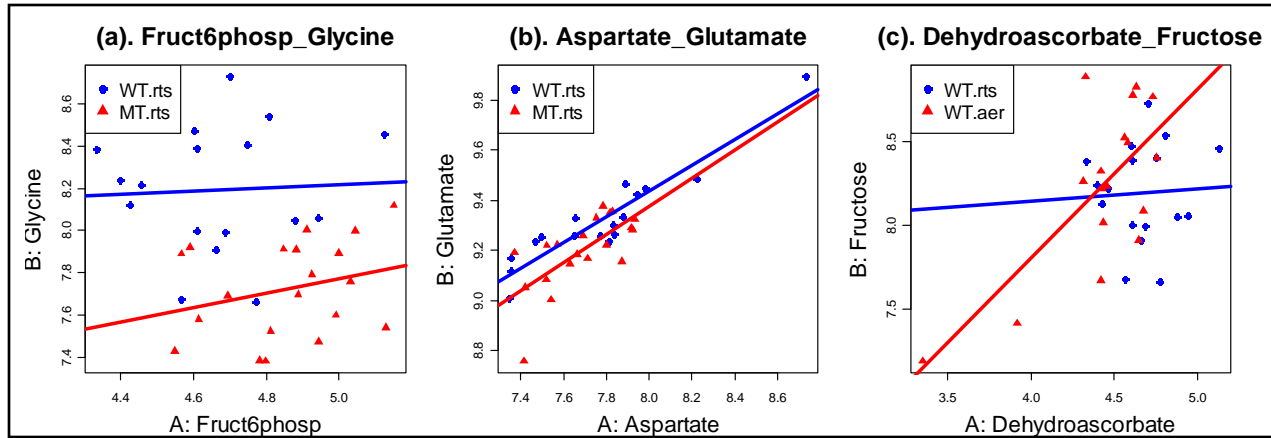 (a). Fruct6phosp_Glycine
WT.rts
MT.rts
B: Glycine
8.6
8.4
8.2
8.0
7.8
7.6
7.4
4.4 4.6 4.8 5.0
A: Fruct6phosp
(b). Aspartate_Glutamate
WT.rts
MT.rts
B: Glutamate
9.8
9.6
9.4
9.2
9.0
8.8
7.4 7.6 7.8 8.0 8.2 8.4 8.6
A: Aspartate
(c). Dehydroascorbate_Fructose
WT.rts
WT.aer
B: Fructose
8.5
8.0
7.5
3.5 4.0 4.5 5.0
A: Dehydroascorbate